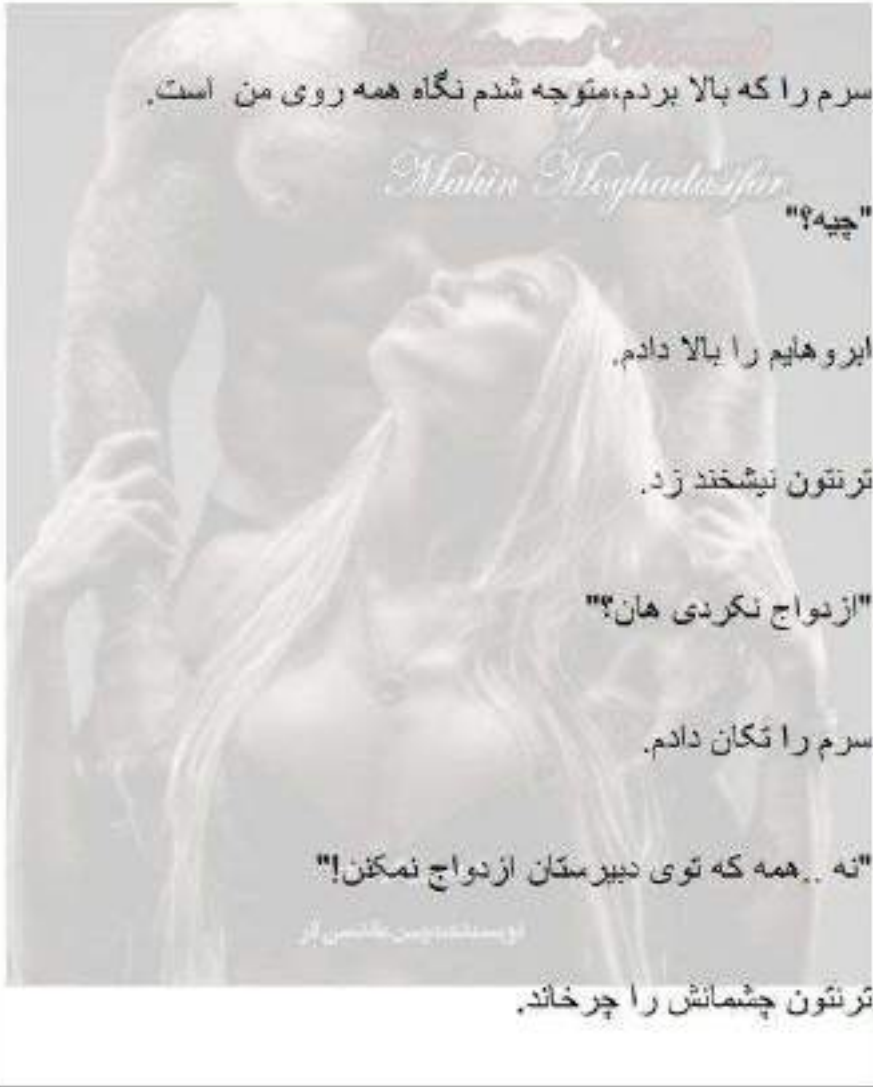 سرم را که بالا بردم،متوجه شدم نگاه همه روی من است.
Mahin Moghadasifar
"چیه؟"
ابروهایم را بالا دادم.
ترنتون نیشخند زد.
"ازدواج نکردی هان؟"
سرم را تکان دادم.
"نه ..همه که توی دبیرستان ازدواج نمکنن!"
ترنتون چشمانش را چرخاند.